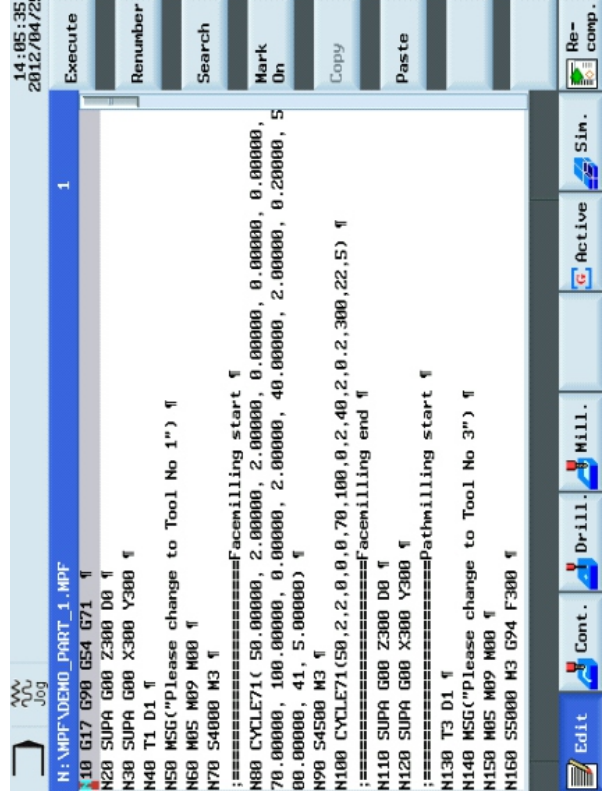 Jog
14:05:35
2012/04/25
N:\MPF\DEMO_PART_1.MPF 1
N10 G17 G90 G54 G71 ¶
N20 SUPA G00 Z300 D0 ¶
N30 SUPA G00 X300 Y300 ¶
N40 T1 D1 ¶
N50 MSG("Please change to Tool No 1") ¶
N60 M05 M09 M00 ¶
N70 S4000 M3 ¶
;====================Facemilling start ¶
N80 CYCLE71( 50.00000, 2.00000, 2.00000, 0.00000, 0.00000, 0.00000,
70.00000, 100.00000, 0.00000, 2.00000, 40.00000, 2.00000, 0.20000, 5
00.00000, 41, 5.00000) ¶
N90 S4500 M3 ¶
N100 CYCLE71(50,2,2,0,0,0,70,100,0,2,40,2,0.2,300,22,5) ¶
;====================Facemilling end ¶
N110 SUPA G00 Z300 D0 ¶
N120 SUPA G00 X300 Y300 ¶
;====================Pathmilling start ¶
N130 T3 D1 ¶
N140 MSG("Please change to Tool No 3") ¶
N150 M05 M09 M00 ¶
N160 S5000 M3 G94 F300 ¶
Execute
Renumber
Search
Mark
On
Copy
Paste
Edit
Cont.
Drill.
Mill.
Active
Sim.
Re-
comp.